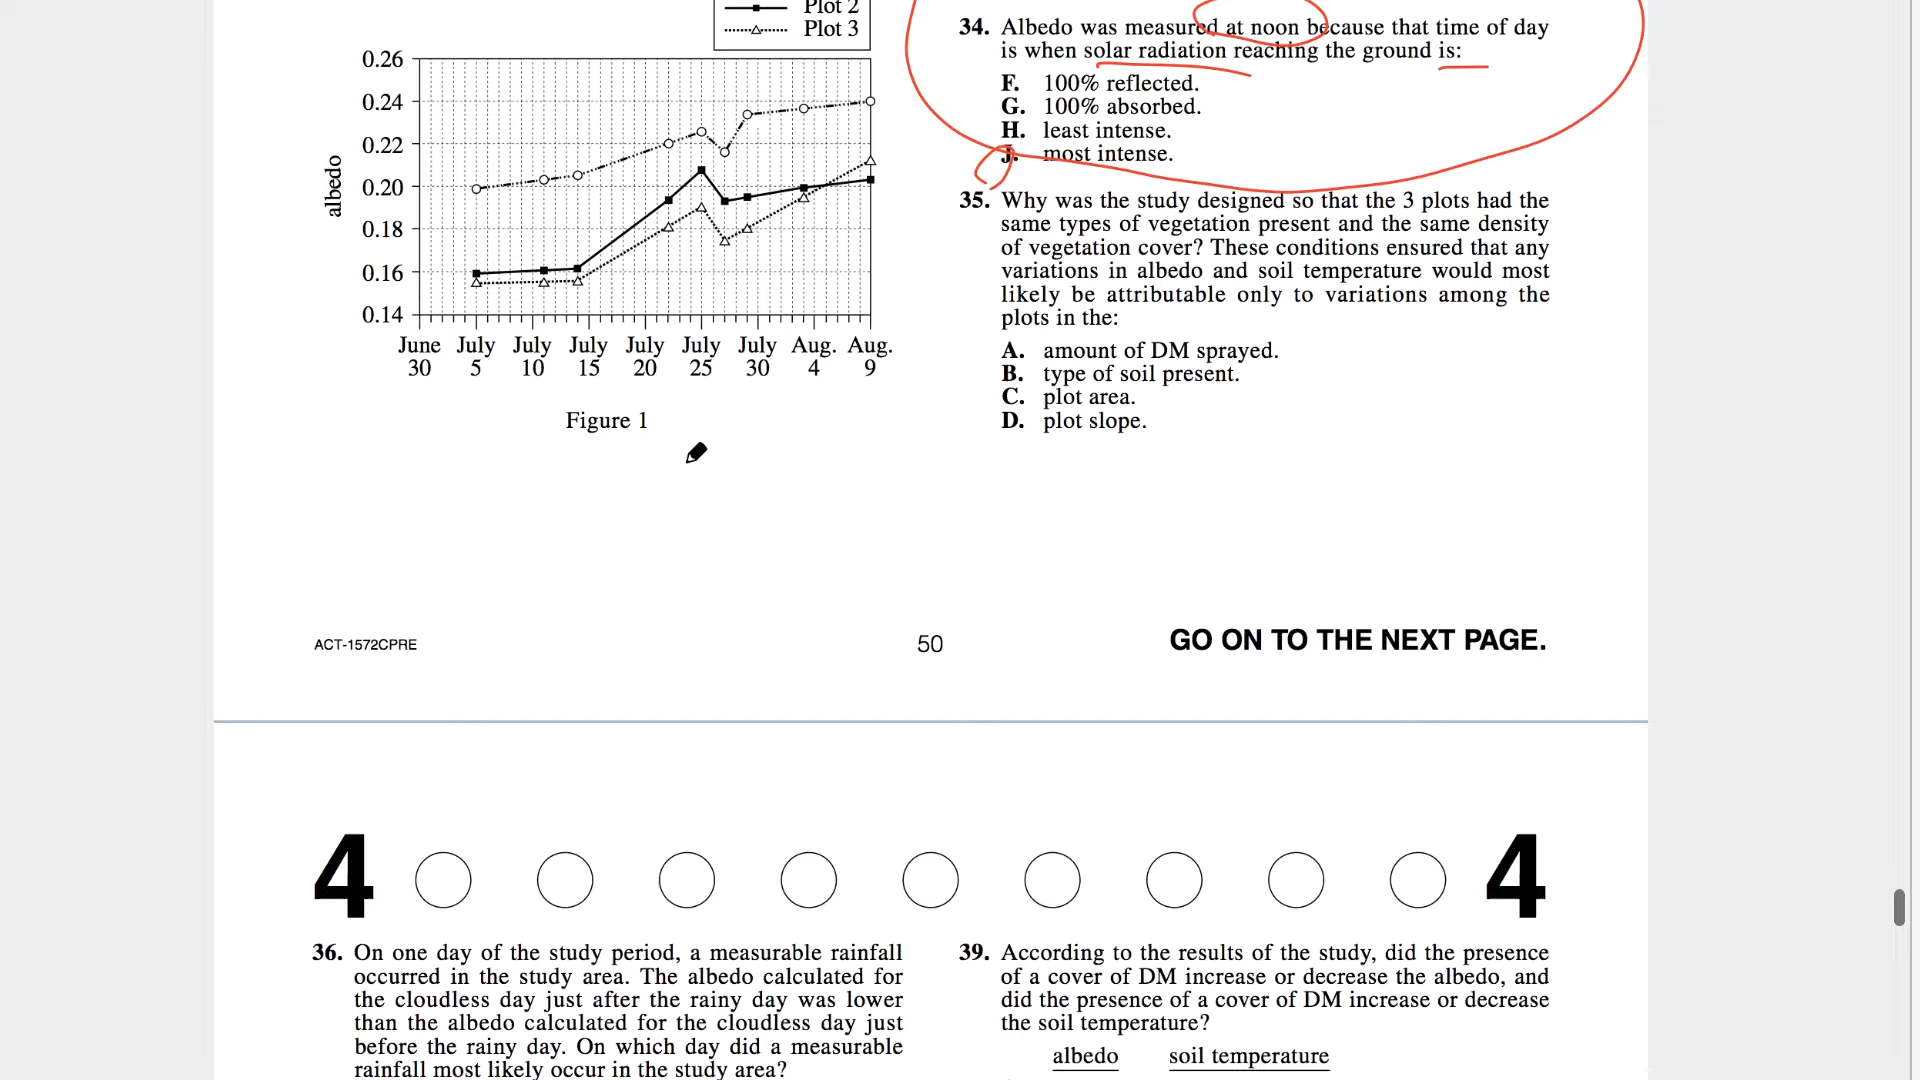 Plot 2
Plot 3
0.26
0.24
0.22
0.20
0.18
0.16
0.14
albedo
June July July July July July July Aug. Aug.
30 5 10 15 20 25 30 4 9
Figure 1
34. Albedo was measured at noon because that time of day
is when solar radiation reaching the ground is:
F. 100% reflected.
G. 100% absorbed.
H. least intense.
J. most intense.
35. Why was the study designed so that the 3 plots had the
same types of vegetation present and the same density
of vegetation cover? These conditions ensured that any
variations in albedo and soil temperature would most
likely be attributable only to variations among the
plots in the:
A. amount of DM sprayed.
B. type of soil present.
C. plot area.
D. plot slope.
ACT-1572CPRE
50
GO ON TO THE NEXT PAGE.
4 4
36. On one day of the study period, a measurable rainfall
occurred in the study area. The albedo calculated for
the cloudless day just after the rainy day was lower
than the albedo calculated for the cloudless day just
before the rainy day. On which day did a measurable
rainfall most likely occur in the study area?
39. According to the results of the study, did the presence
of a cover of DM increase or decrease the albedo, and
did the presence of a cover of DM increase or decrease
the soil temperature?
albedo soil temperature